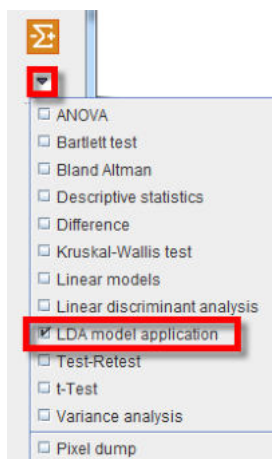 -Σ+
ANOVA
Bartlett test
Bland Altman
Descriptive statistics
Difference
Kruskal-Wallis test
Linear models
Linear discriminant analysis
LDA model application
Test-Retest
t-Test
Variance analysis
Pixel dump